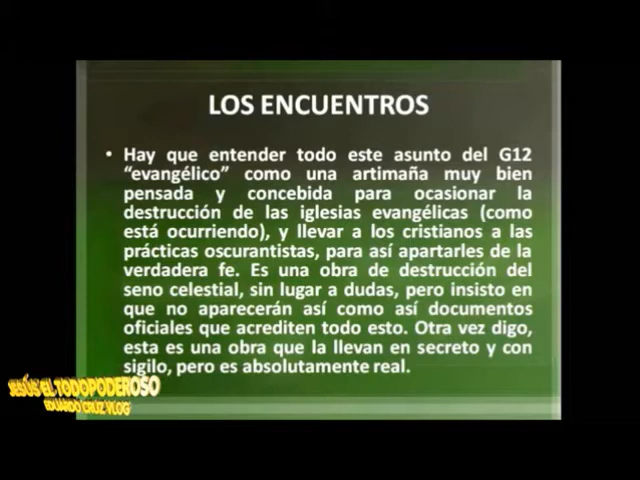 LOS ENCUENTROS
• Hay que entender todo este asunto del G12
"evangélico" como una artimaña muy bien
pensada y concebida para ocasionar la
destrucción de las iglesias evangélicas (como
está ocurriendo), y llevar a los cristianos a las
prácticas oscurantistas, para así apartarles de la
verdadera fe. Es una obra de destrucción del
seno celestial, sin lugar a dudas, pero insisto en
que no aparecerán así como así documentos
oficiales que acrediten todo esto. Otra vez digo,
esta es una obra que la llevan en secreto y con
sigilo, pero es absolutamente real.
JESÚS EL TODOPODEROSO
EDUARDO CRUZ VLOG